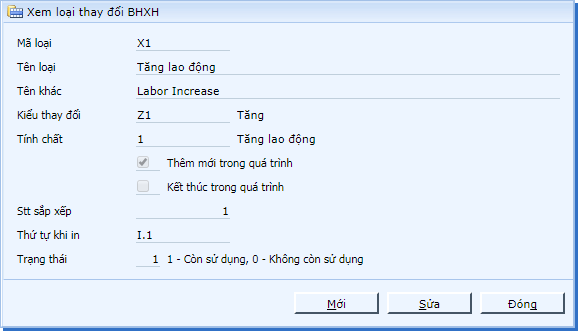 Xem loại thay đổi BHXH
Mã loại X1
Tên loại Tăng lao động
Tên khác Labor Increase
Kiểu thay đổi Z1 Tăng
Tính chất 1 Tăng lao động
Thêm mới trong quá trình
Kết thúc trong quá trình
Stt sắp xếp 1
Thứ tự khi in I.1
Trạng thái 1 1 - Còn sử dụng, 0 - Không còn sử dụng
Mới Sửa Đóng